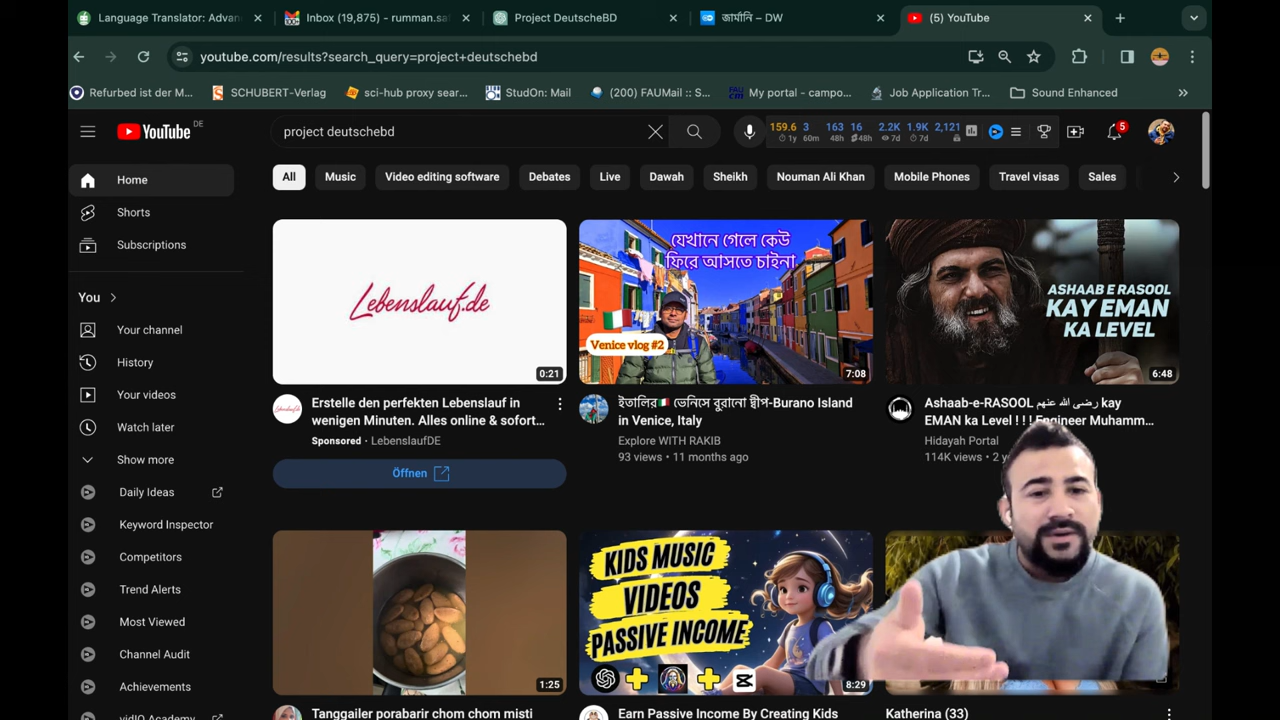 Language Translator: Advan
Inbox (19,875) - rumman.sa
Project DeutscheBD
জার্মানি – DW
(5) YouTube
youtube.com/results?search_query=project+deutschebd
Refurbed ist der M...
SCHUBERT-Verlag
sci-hub proxy sear...
StudOn: Mail
(200) FAUMail :: S...
My portal - campo...
Job Application Tr...
Sound Enhanced
YouTube DE
project deutschebd
159.6 3 163 16 2.2K 1.9K 2,121
1y 60m 48h 48h 7d 7d
5
All
Music
Video editing software
Debates
Live
Dawah
Sheikh
Nouman Ali Khan
Mobile Phones
Travel visas
Sales
Home
Shorts
Subscriptions
You
Your channel
History
Your videos
Watch later
Show more
Daily Ideas
Keyword Inspector
Competitors
Trend Alerts
Most Viewed
Channel Audit
Achievements
vidIQ Academy
Lebenslauf.de
0:21
Erstelle den perfekten Lebenslauf in
wenigen Minuten. Alles online & sofort...
Sponsored · LebenslaufDE
Öffnen
যেখানে গেলে কেউ
ফিরে আসতে চাইনা
Venice vlog #2
7:08
ইতালির ভেনিসে বুরানো দ্বীপ-Burano Island
in Venice, Italy
Explore WITH RAKIB
93 views • 11 months ago
ASHAAB E RASOOL
KAY EMAN
KA LEVEL
6:48
Ashaab-e-RASOOL رضی الله عنهم kay
EMAN ka Level ! ! ! Engineer Muhamm...
Hidayah Portal
114K views • 2 y
1:25
Tanggailer porabarir chom chom misti
KIDS MUSIC
VIDEOS
PASSIVE INCOME
8:29
Earn Passive Income By Creating Kids
Katherina (33)